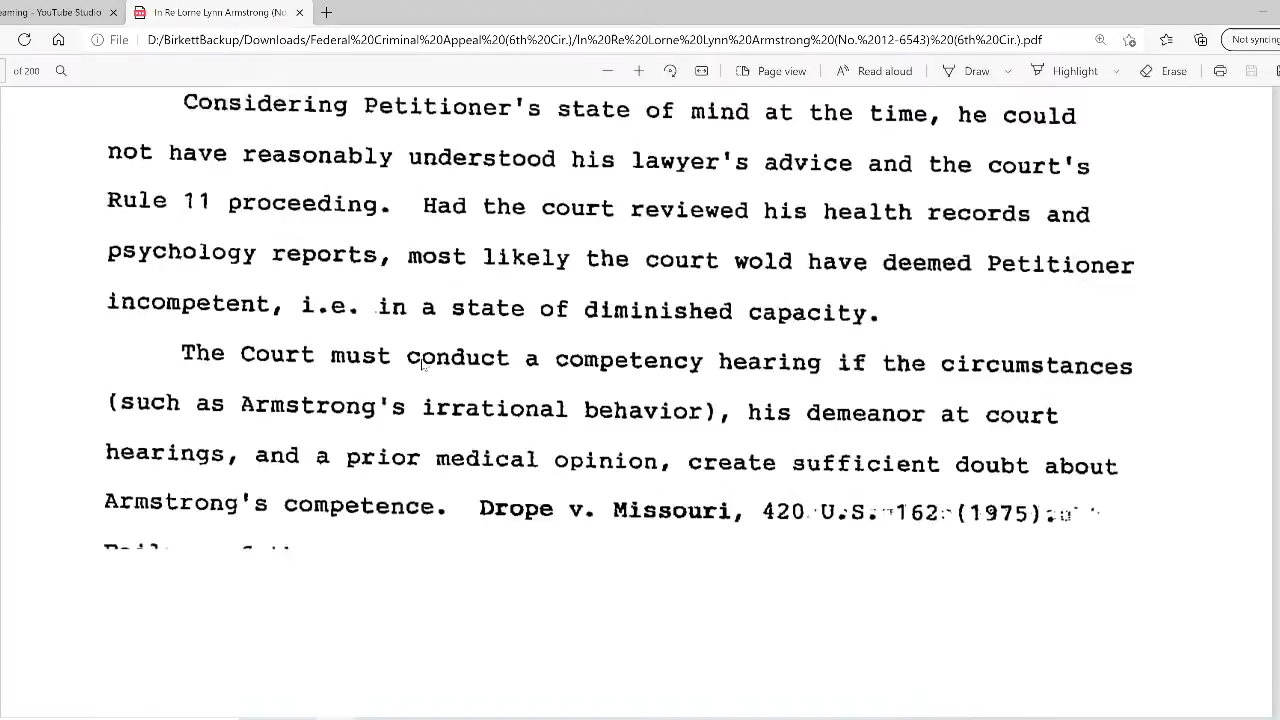 eaming - YouTube Studio
In Re Lorne Lynn Armstrong (No.
File
D:/BirkettBackup/Downloads/Federal%20Criminal%20Appeal%20(6th%20Cir.)/In%20Re%20Lorne%20Lynn%20Armstrong%20(No.%2012-6543)%20(6th%20Cir.).pdf
Not syncing
of 200
Page view
Read aloud
Draw
Highlight
Erase
Considering Petitioner's state of mind at the time, he could
not have reasonably understood his lawyer's advice and the court's
Rule 11 proceeding. Had the court reviewed his health records and
psychology reports, most likely the court wold have deemed Petitioner
incompetent, i.e. in a state of diminished capacity.
The Court must conduct a competency hearing if the circumstances
(such as Armstrong's irrational behavior), his demeanor at court
hearings, and a prior medical opinion, create sufficient doubt about
Armstrong's competence. Drope v. Missouri, 420 U.S. 162 (1975).